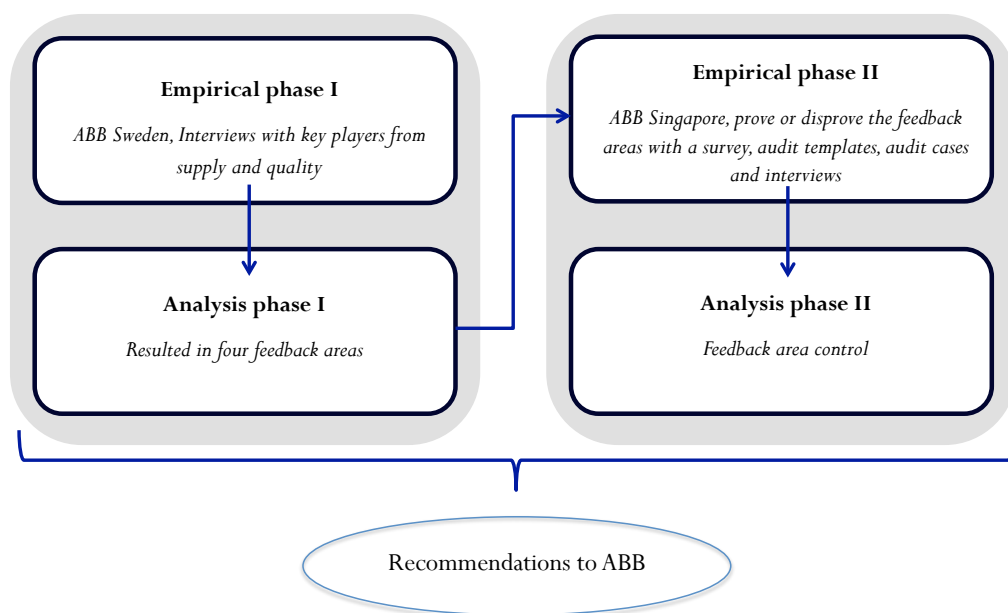 Empirical phase I
ABB Sweden, Interviews with key players from
supply and quality
Analysis phase I
Resulted in four feedback areas
Empirical phase II
ABB Singapore, prove or disprove the feedback
areas with a survey, audit templates, audit cases
and interviews
Analysis phase II
Feedback area control
Recommendations to ABB